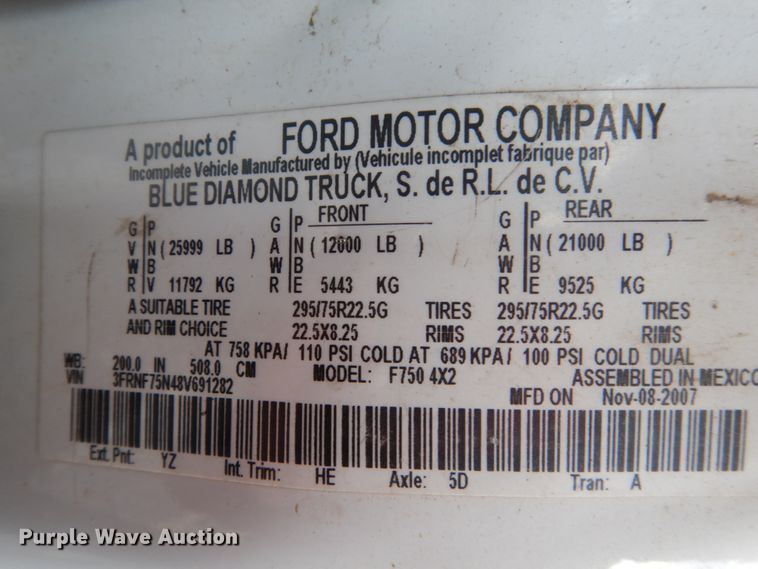 A product of FORD MOTOR COMPANY
Incomplete Vehicle Manufactured by (Vehicule incomplet fabrique par)
BLUE DIAMOND TRUCK, S. de R.L. de C.V.
FRONT REAR
G P G P G P
V N ( 25999 LB ) A N ( 12000 LB ) A N ( 21000 LB )
W B W B W B
R V 11792 KG R E 5443 KG R E 9525 KG
A SUITABLE TIRE 295/75R22.5G TIRES 295/75R22.5G TIRES
AND RIM CHOICE 22.5X8.25 RIMS 22.5X8.25 RIMS
AT 758 KPA/ 110 PSI COLD AT 689 KPA/ 100 PSI COLD DUAL
WB: 200.0 IN 508.0 CM MODEL: F750 4X2 ASSEMBLED IN MEXICO
VIN 3FRNF75N48V691282 MFD ON Nov-08-2007
Ext. Pnt: YZ Int. Trim: HE Axle: 5D Tran: A
Purple Wave Auction